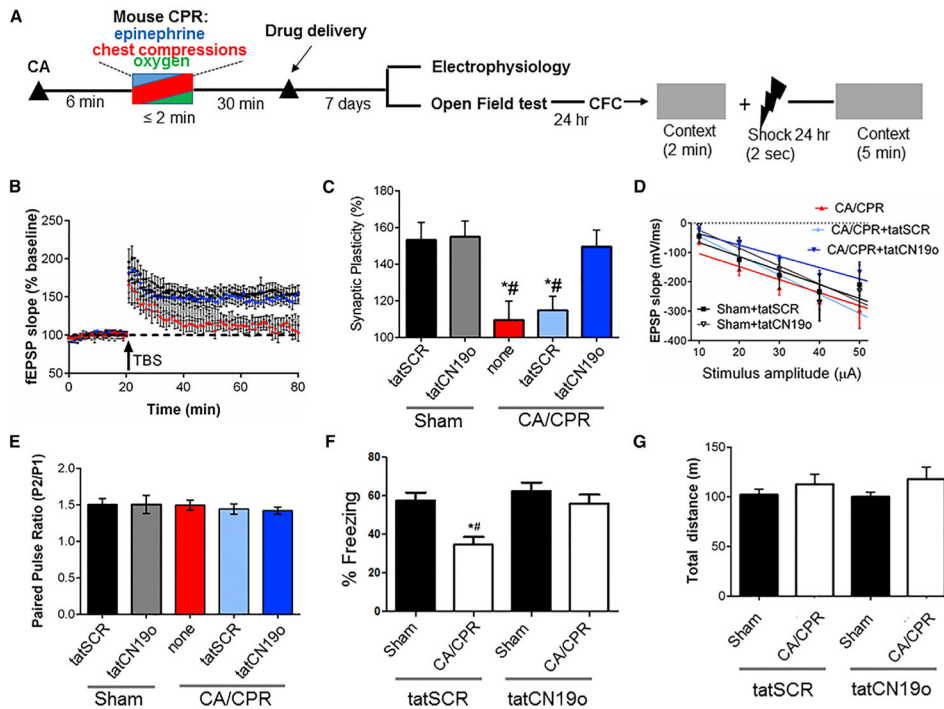 A
Mouse CPR:
epinephrine
chest compressions
oxygen
CA
6 min
≤ 2 min
30 min
Drug delivery
7 days
Electrophysiology
Open Field test
24 hr
CFC
Context
(2 min)
+
Shock
(2 sec)
24 hr
Context
(5 min)
B
fEPSP slope (% baseline)
200
150
100
50
0
0 20 40 60 80
TBS
Time (min)
C
Synaptic Plasticity (%)
180
160
140
120
100
*#
*#
tatSCR
tatCN19o
none
tatSCR
tatCN19o
Sham
CA/CPR
D
EPSP slope (mV/ms)
0
-100
-200
-300
-400
10 20 30 40 50
Stimulus amplitude (µA)
CA/CPR
CA/CPR+tatSCR
CA/CPR+tatCN19o
Sham+tatSCR
Sham+tatCN19o
E
Paired Pulse Ratio (P2/P1)
2.0
1.5
1.0
0.5
0.0
tatSCR
tatCN19o
none
tatSCR
tatCN19o
Sham
CA/CPR
F
% Freezing
80
60
40
20
0
*#
Sham
CA/CPR
Sham
CA/CPR
tatSCR
tatCN19o
G
Total distance (m)
150
100
50
0
Sham
CA/CPR
Sham
CA/CPR
tatSCR
tatCN19o